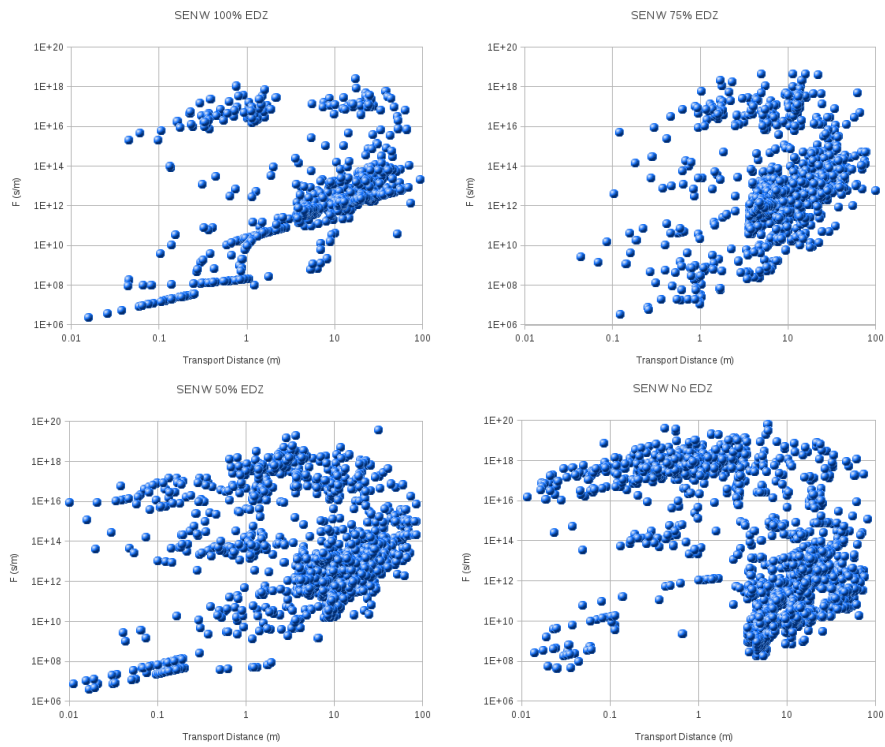 SENW 100% EDZ
1E+20
1E+18
1E+16
1E+14
1E+12
1E+10
1E+08
1E+06
F (s/m)
0.01 0.1 1 10 100
Transport Distance (m)
SENW 75% EDZ
1E+20
1E+18
1E+16
1E+14
1E+12
1E+10
1E+08
1E+06
F (s/m)
0.01 0.1 1 10 100
Transport Distance (m)
SENW 50% EDZ
1E+20
1E+18
1E+16
1E+14
1E+12
1E+10
1E+08
1E+06
F (s/m)
0.01 0.1 1 10 100
Transport Distance (m)
SENW No EDZ
1E+20
1E+18
1E+16
1E+14
1E+12
1E+10
1E+08
1E+06
F (s/m)
0.01 0.1 1 10 100
Transport Distance (m)